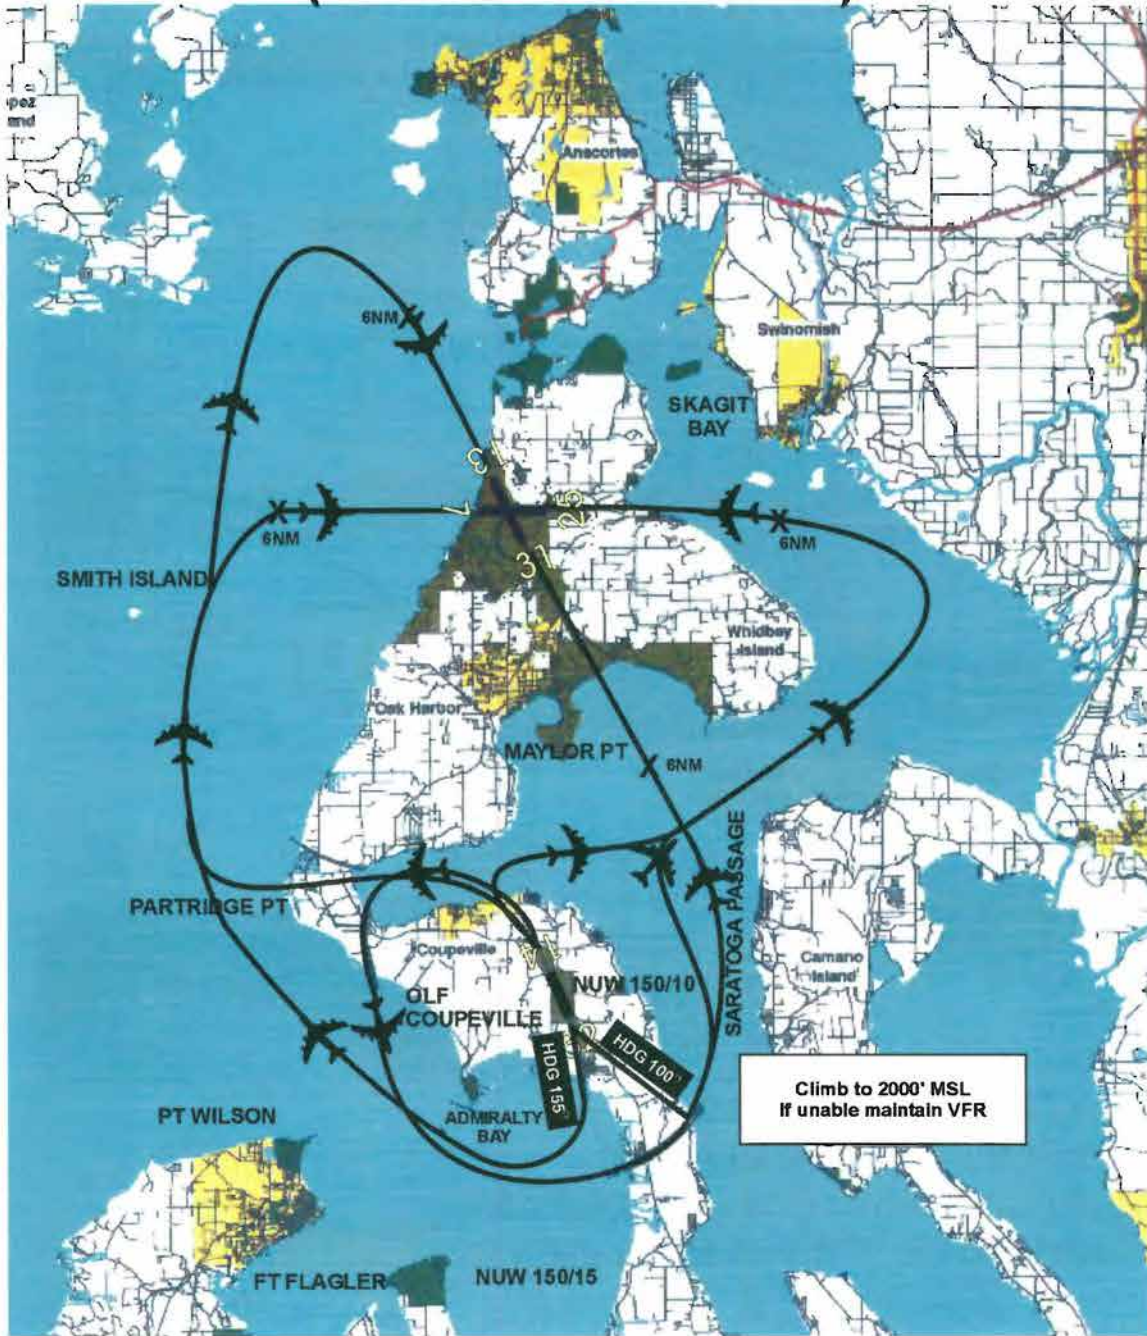 Anacortes
6NM
Swinomish
SKAGIT
BAY
13
7
25
6NM
6NM
31
SMITH ISLAND
Whidbey
Island
Oak Harbor
MAYLOR PT
6NM
SARATOGA PASSAGE
PARTRIDGE PT
Coupeville
14
Camano
Island
NUW 150/10
OLF
COUPEVILLE
HDG 100°
HDG 155°
Climb to 2000' MSL
If unable maintain VFR
PT WILSON
ADMIRALTY
BAY
FT FLAGLER
NUW 150/15